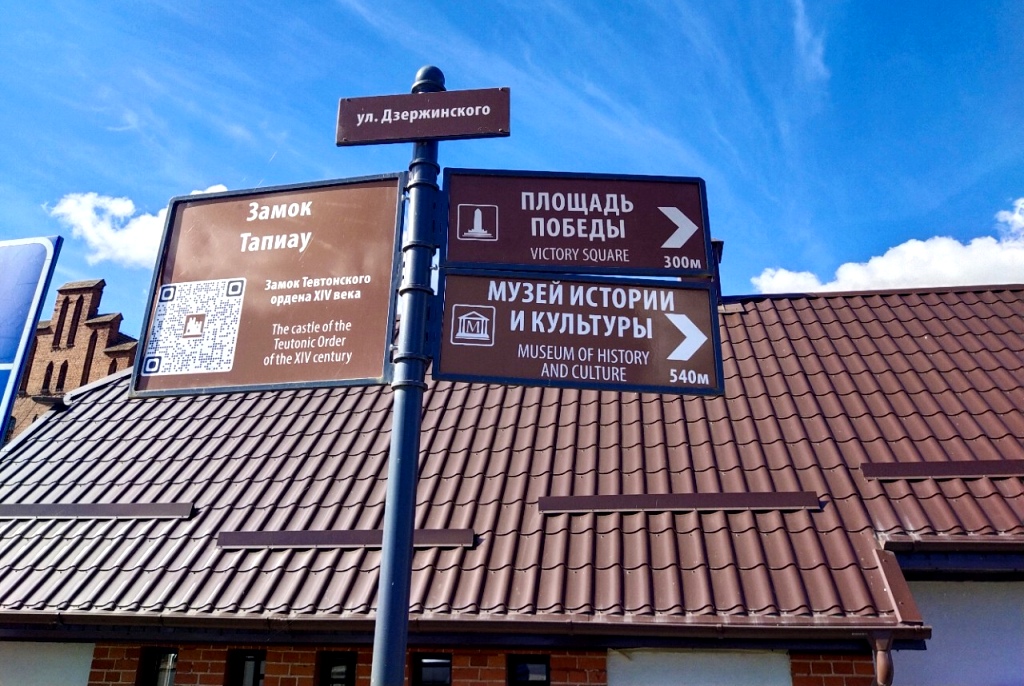 ул. Дзержинского
Замок
Тапиау
Замок Тевтонского
ордена XIV века
The castle of the
Teutonic Order
of the XIV century
ПЛОЩАДЬ
ПОБЕДЫ
VICTORY SQUARE
300м
МУЗЕЙ ИСТОРИИ
И КУЛЬТУРЫ
M
MUSEUM OF HISTORY
AND CULTURE
540м